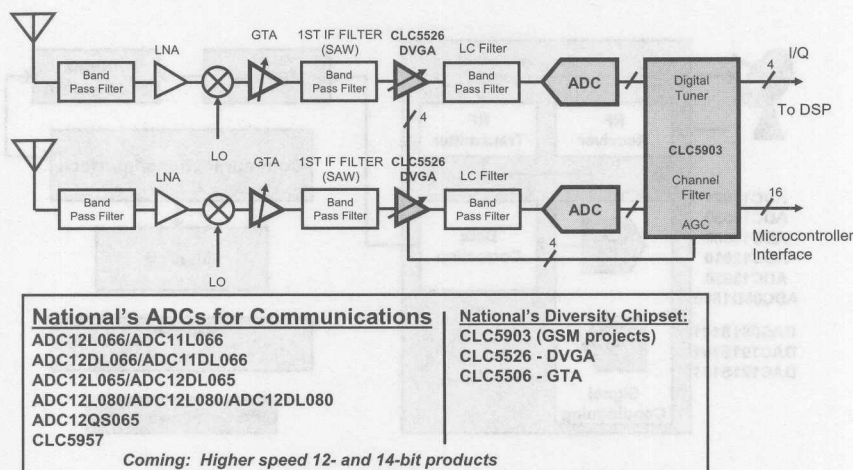 LNA
GTA
1ST IF FILTER
(SAW)
CLC5526
DVGA
LC Filter
I/Q
Band
Pass Filter
Band
Pass Filter
Band
Pass Filter
ADC
Digital
Tuner
4
To DSP
4
LO
LNA
GTA
1ST IF FILTER
(SAW)
CLC5526
DVGA
LC Filter
CLC5903
Band
Pass Filter
Band
Pass Filter
Band
Pass Filter
ADC
Channel
Filter
16
AGC
Microcontroller
Interface
4
LO
National's ADCs for Communications
ADC12L066/ADC11L066
ADC12DL066/ADC11DL066
ADC12L065/ADC12DL065
ADC12L080/ADC12L080/ADC12DL080
ADC12QS065
CLC5957
National's Diversity Chipset:
CLC5903 (GSM projects)
CLC5526 - DVGA
CLC5506 - GTA
Coming: Higher speed 12- and 14-bit products